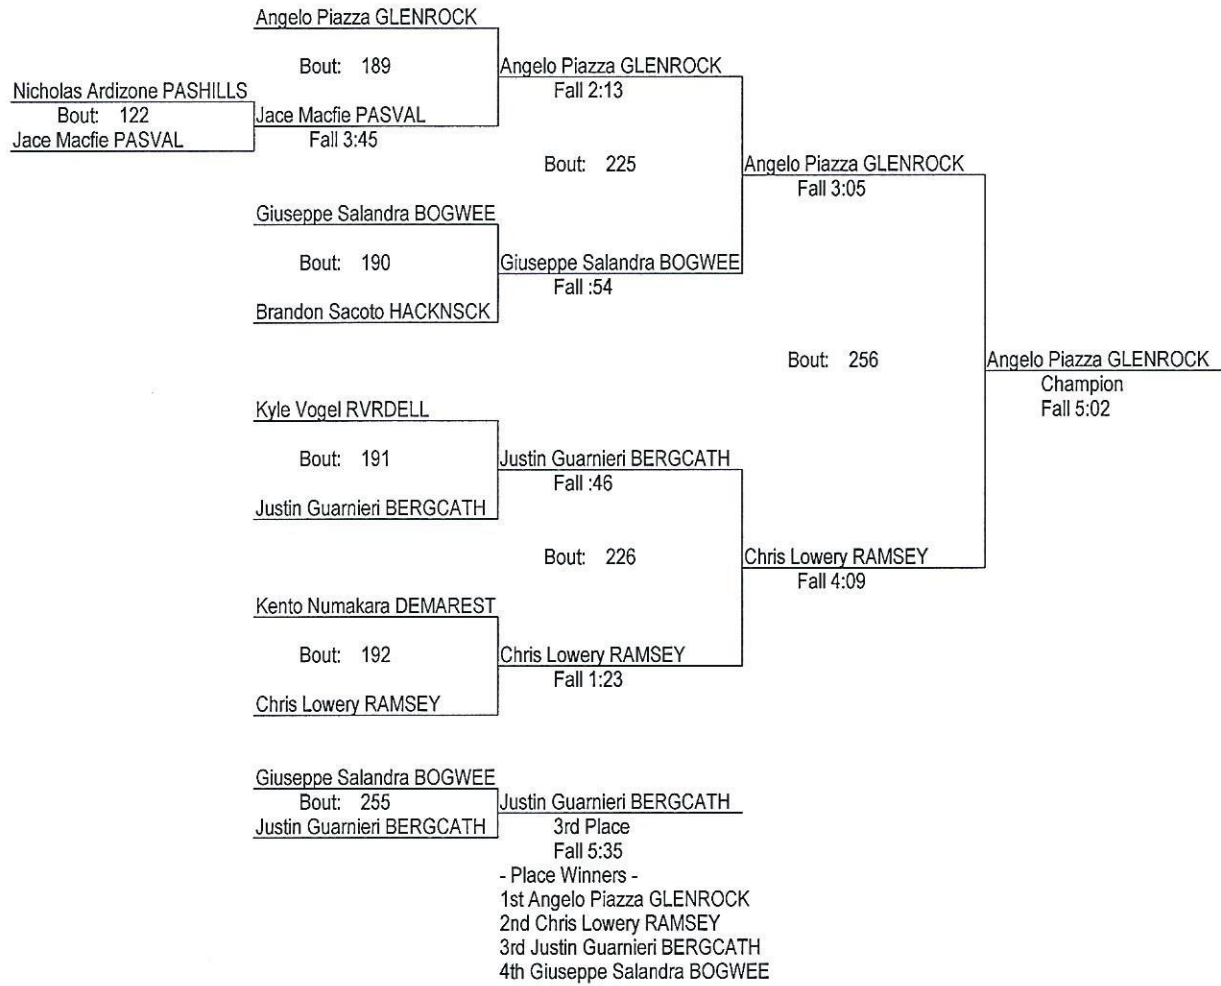 Angelo Piazza GLENROCK
Bout: 189
Angelo Piazza GLENROCK
Fall 2:13
Nicholas Ardizone PASHILLS
Bout: 122
Jace Macfie PASVAL
Jace Macfie PASVAL
Fall 3:45
Bout: 225
Angelo Piazza GLENROCK
Fall 3:05
Giuseppe Salandra BOGWEE
Bout: 190
Giuseppe Salandra BOGWEE
Fall :54
Brandon Sacoto HACKNSCK
Bout: 256
Angelo Piazza GLENROCK
Champion
Fall 5:02
Kyle Vogel RVRDELL
Bout: 191
Justin Guarnieri BERGCATH
Fall :46
Justin Guarnieri BERGCATH
Bout: 226
Chris Lowery RAMSEY
Fall 4:09
Kento Numakara DEMAREST
Bout: 192
Chris Lowery RAMSEY
Fall 1:23
Chris Lowery RAMSEY
Giuseppe Salandra BOGWEE
Bout: 255
Justin Guarnieri BERGCATH
Justin Guarnieri BERGCATH
3rd Place
Fall 5:35
- Place Winners -
1st Angelo Piazza GLENROCK
2nd Chris Lowery RAMSEY
3rd Justin Guarnieri BERGCATH
4th Giuseppe Salandra BOGWEE